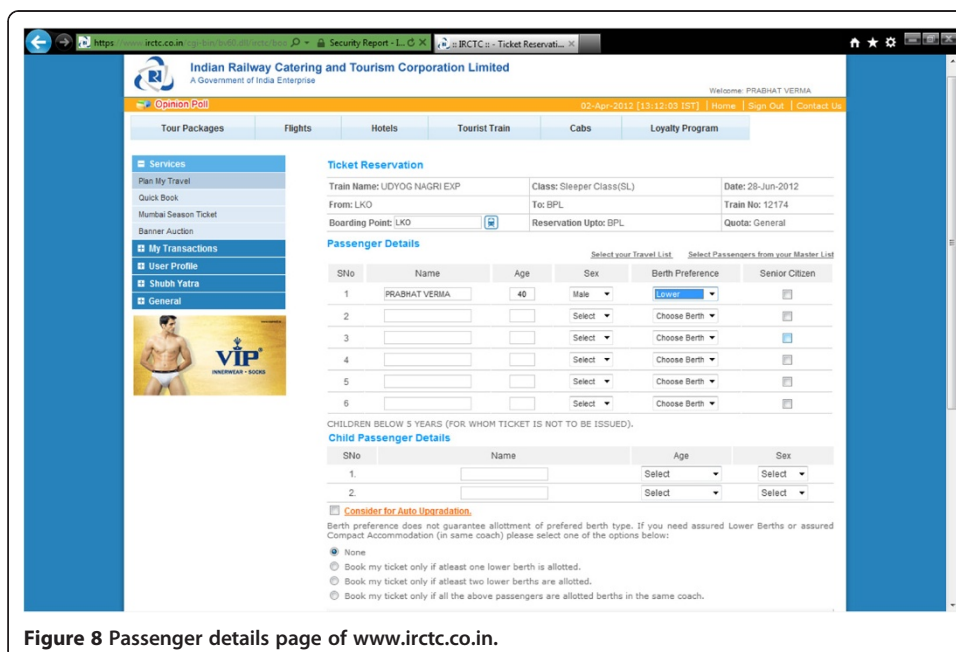 https://www.irctc.co.in/cgi-bin/bv60.dll/irctc/boo Security Report - I... :: IRCTC :: - Ticket Reservati...
Indian Railway Catering and Tourism Corporation Limited
A Government of India Enterprise
Welcome: PRABHAT VERMA
Opinion Poll 02-Apr-2012 [13:12:03 IST] | Home | Sign Out | Contact Us
Tour Packages Flights Hotels Tourist Train Cabs Loyalty Program
Services
Plan My Travel
Quick Book
Mumbai Season Ticket
Banner Auction
My Transactions
User Profile
Shubh Yatra
General
VIP
INNERWEAR - SOCKS
Ticket Reservation
Train Name: UDYOG NAGRI EXP Class: Sleeper Class(SL) Date: 28-Jun-2012
From: LKO To: BPL Train No: 12174
Boarding Point: LKO Reservation Upto: BPL Quota: General
Passenger Details
Select your Travel List Select Passengers from your Master List
SNo Name Age Sex Berth Preference Senior Citizen
1 PRABHAT VERMA 40 Male Lower
2 Select Choose Berth
3 Select Choose Berth
4 Select Choose Berth
5 Select Choose Berth
6 Select Choose Berth
CHILDREN BELOW 5 YEARS (FOR WHOM TICKET IS NOT TO BE ISSUED).
Child Passenger Details
SNo Name Age Sex
1. Select Select
2. Select Select
Consider for Auto Upgradation.
Berth preference does not guarantee allottment of prefered berth type. If you need assured Lower Berths or assured
Compact Accommodation (in same coach) please select one of the options below:
None
Book my ticket only if atleast one lower berth is allotted.
Book my ticket only if atleast two lower berths are allotted.
Book my ticket only if all the above passengers are allotted berths in the same coach.
Figure 8 Passenger details page of www.irctc.co.in.